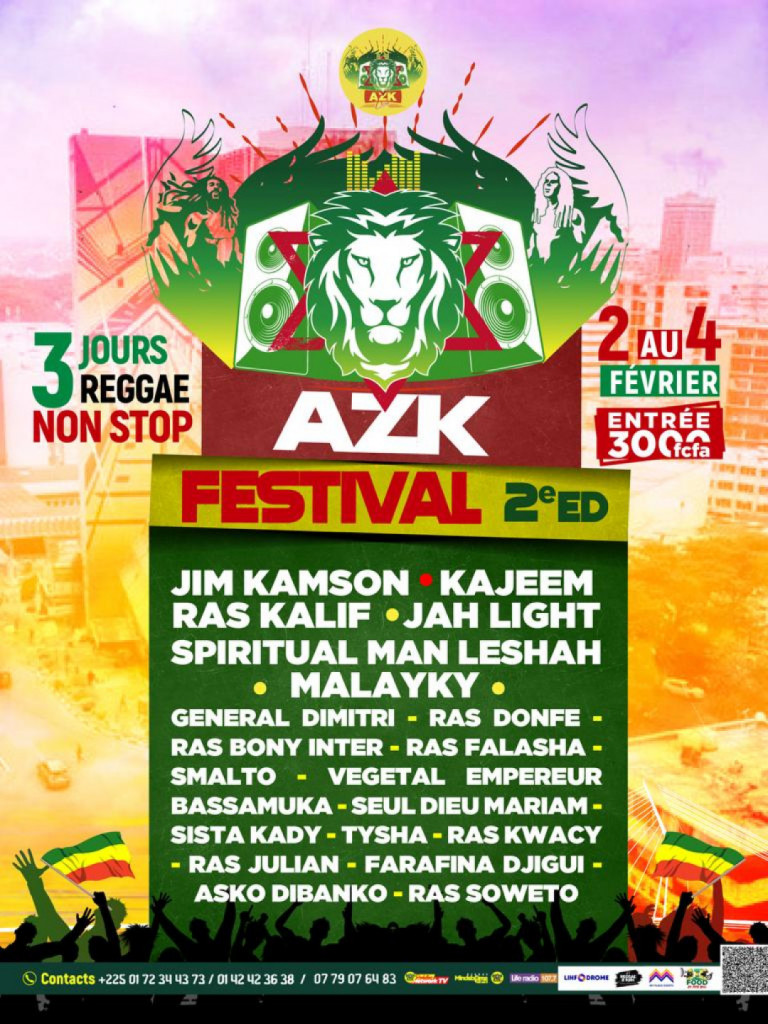 AZK
3 JOURS
REGGAE
NON STOP
2 AU 4
FÉVRIER
ENTRÉE
3000 fcfa
AZK
FESTIVAL 2e ED
JIM KAMSON • KAJEEM
RAS KALIF • JAH LIGHT
SPIRITUAL MAN LESHAH
• MALAYKY •
GENERAL DIMITRI - RAS DONFE -
RAS BONY INTER - RAS FALASHA -
SMALTO - VEGETAL EMPEREUR
BASSAMUKA - SEUL DIEU MARIAM -
SISTA KADY - TYSHA - RAS KWACY
- RAS JULIAN - FARAFINA DJIGUI -
ASKO DIBANKO - RAS SOWETO
Contacts +225 01 72 34 43 73 / 01 42 42 36 38 / 07 79 07 64 83